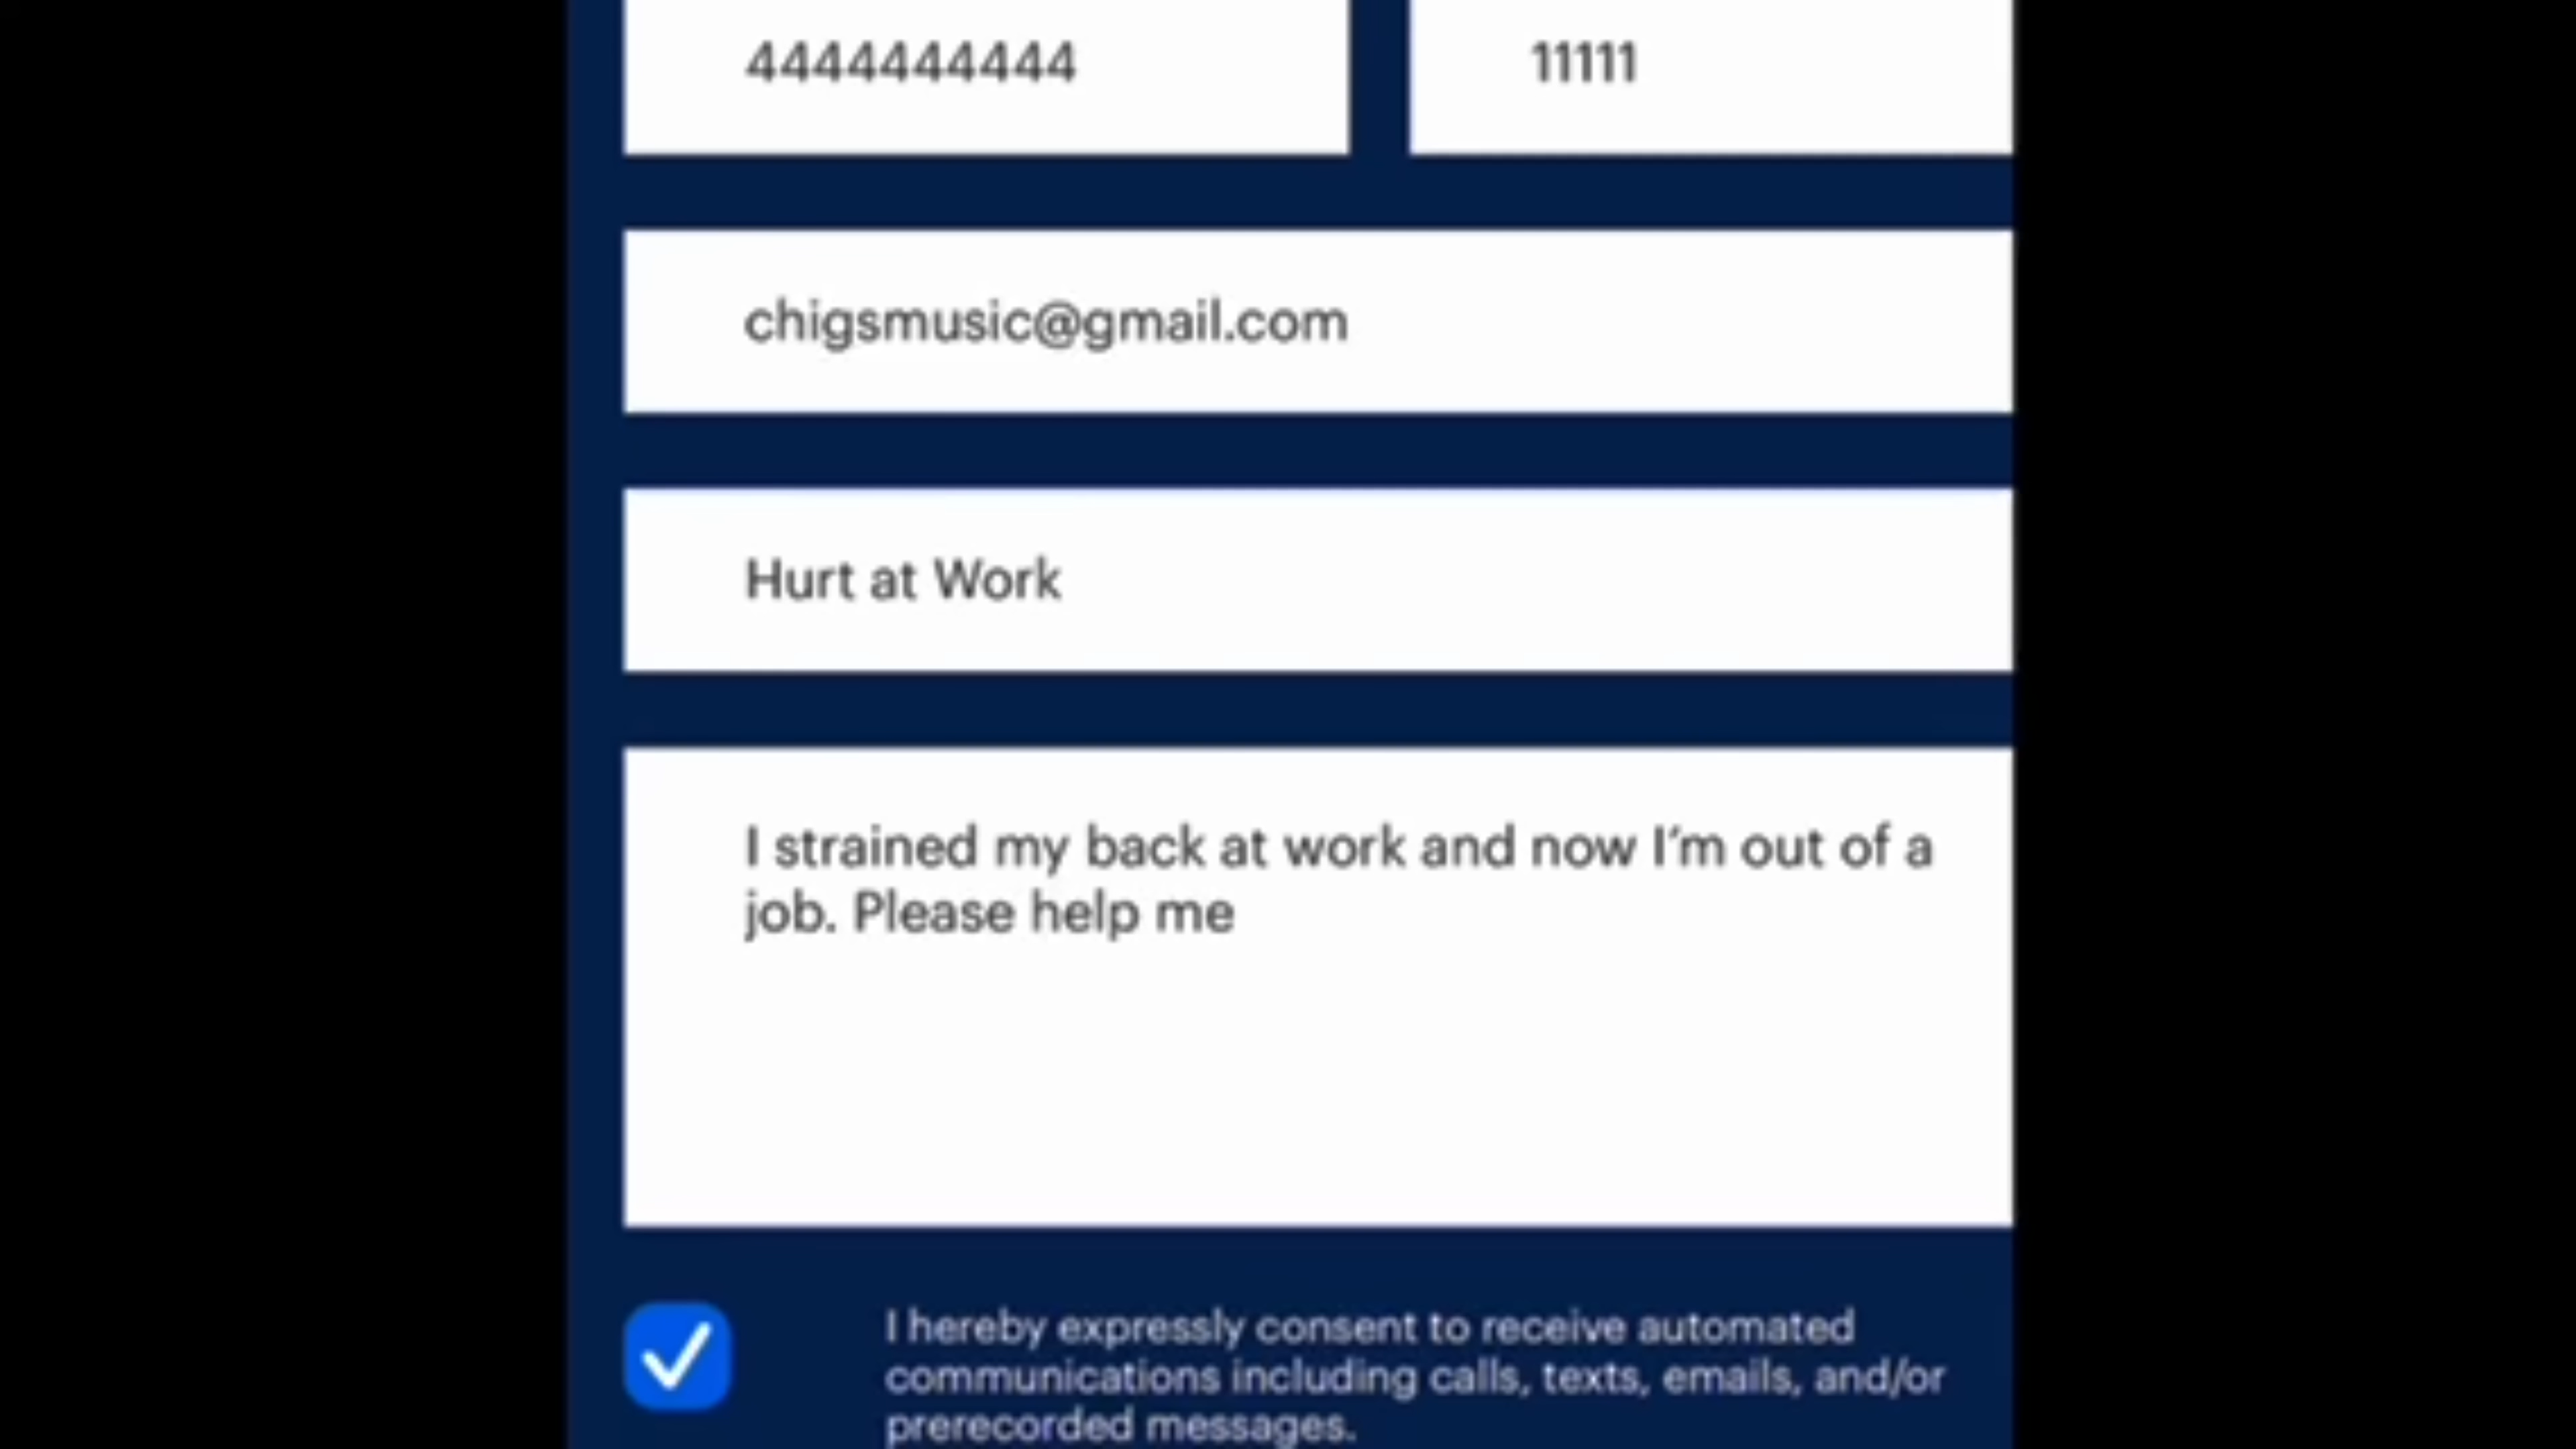 4444444444 11111
chigsmusic@gmail.com
Hurt at Work
I strained my back at work and now I'm out of a
job. Please help me
I hereby expressly consent to receive automated
communications including calls, texts, emails, and/or
prerecorded messages.